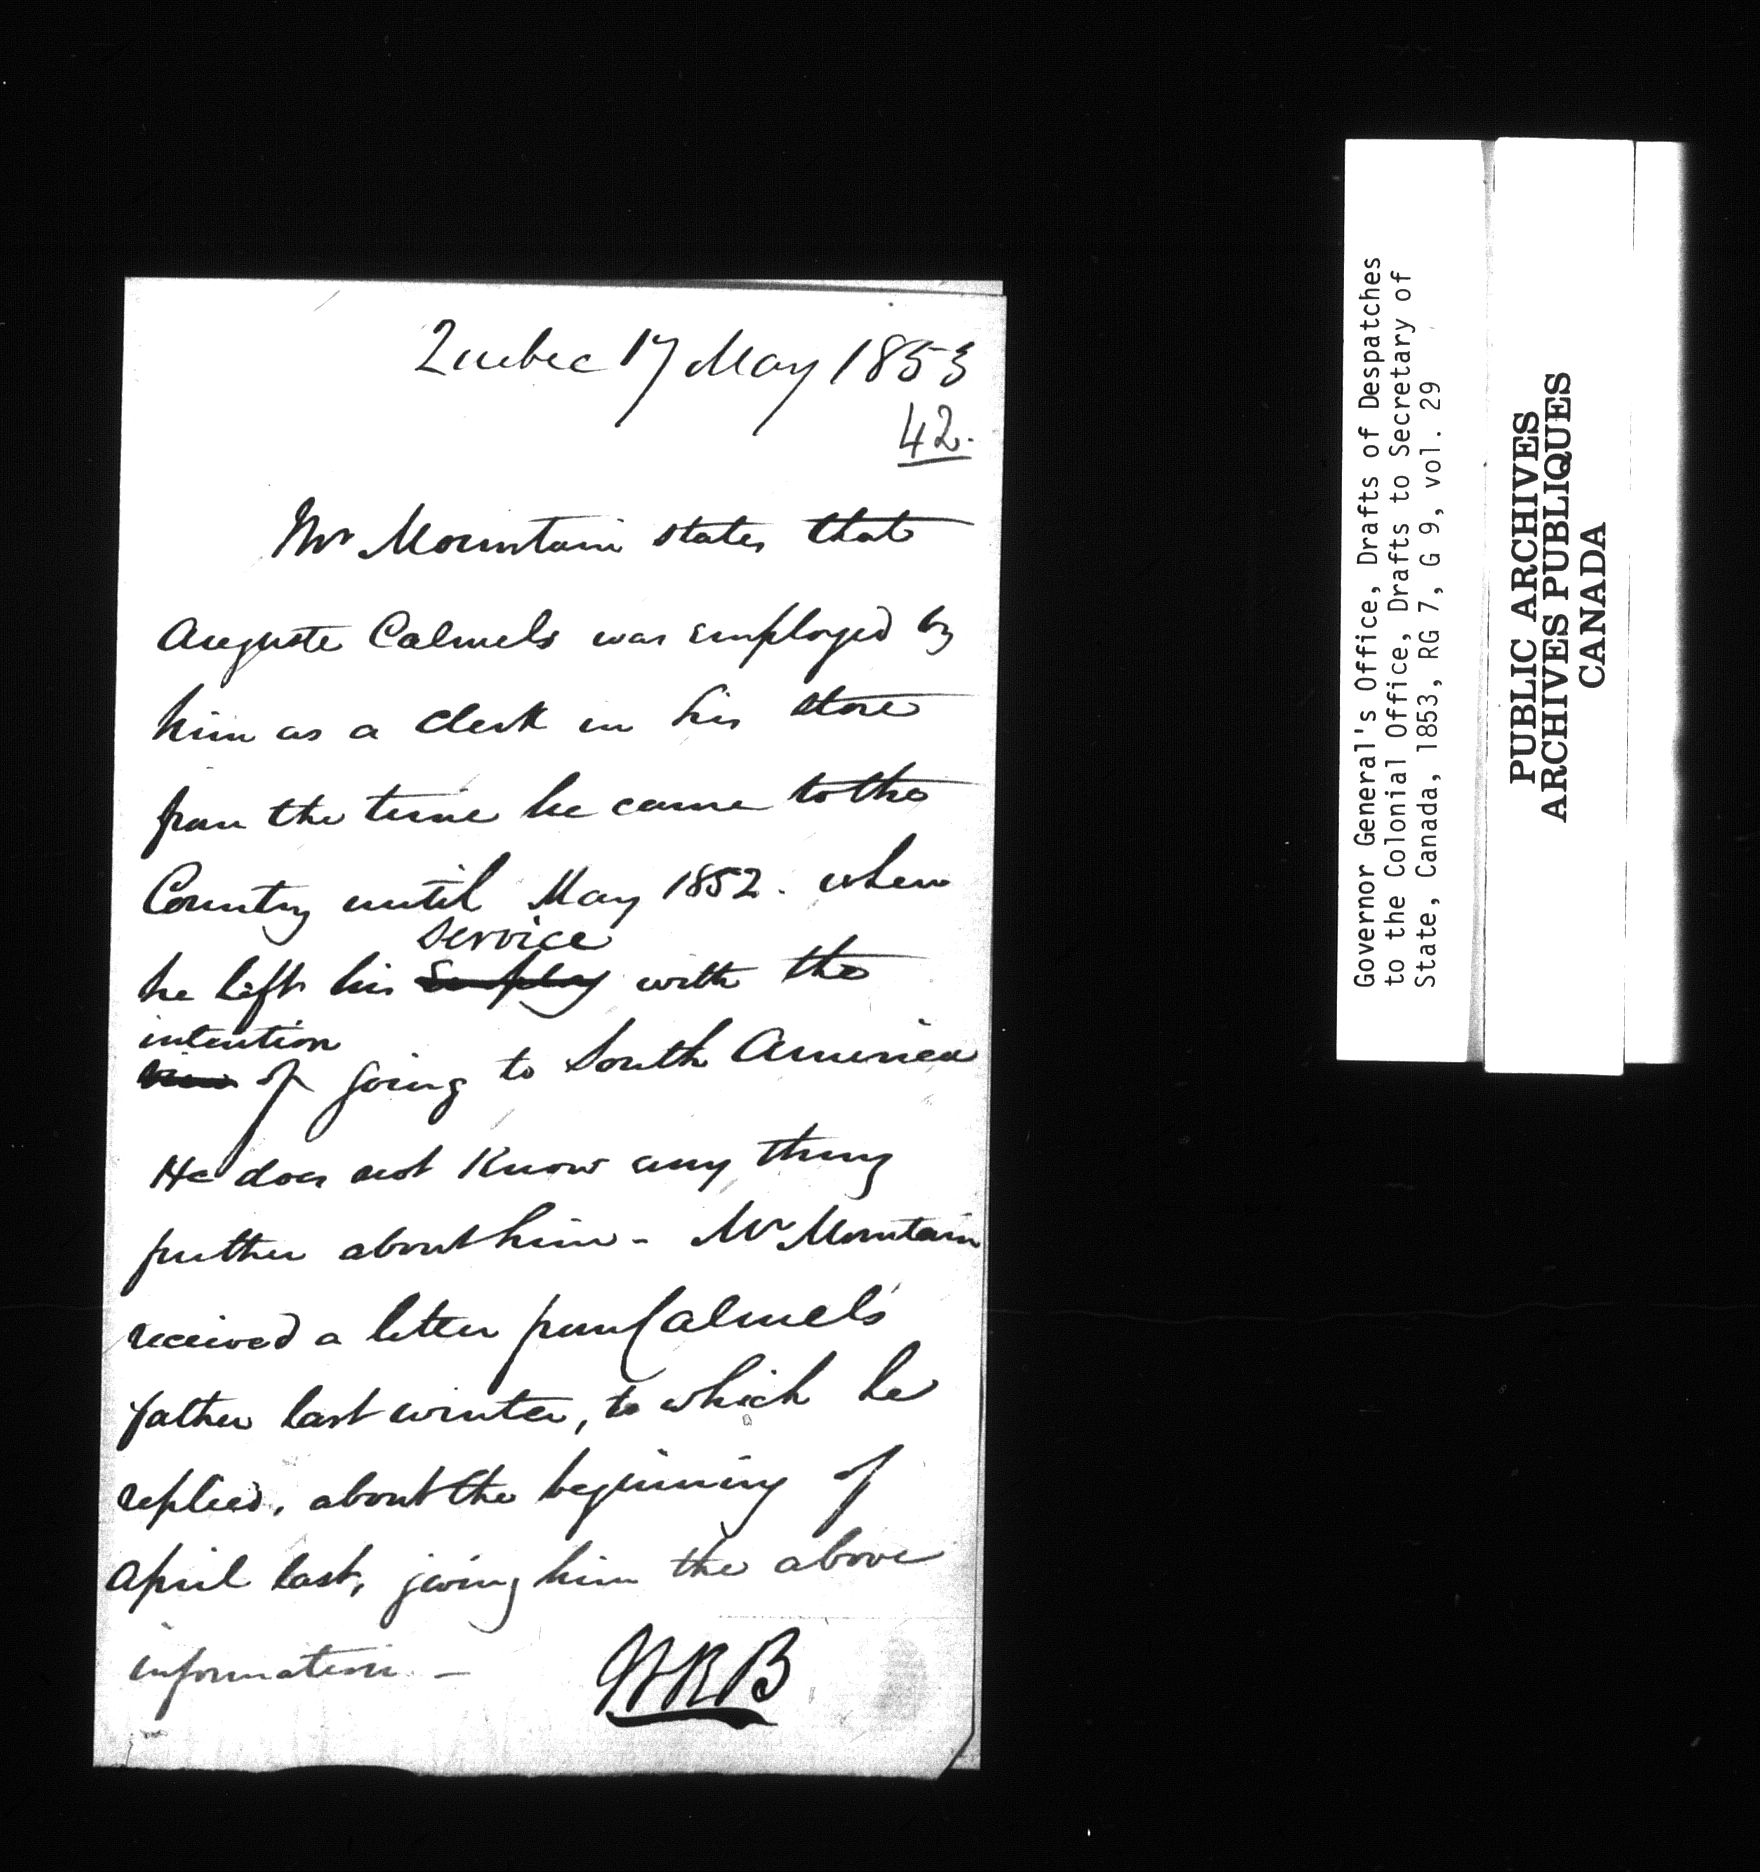 Quebec 17 May 1853
42.
Mr Mountain states that
Auguste Calmels was employed by
him as a clerk in his store
from the time he came to the
Country until May 1852. when
service
he left his employ with the
intention
view of going to South America
He does not know any thing
further about him - Mr Mountain
received a letter from Calmels'
father last winter, to which he
replied, about the beginning of
April last, giving him the above
information -
HRB
Governor General's Office, Drafts of Despatches
to the Colonial Office, Drafts to Secretary of
State, Canada, 1853, RG 7, G 9, vol. 29
PUBLIC ARCHIVES
ARCHIVES PUBLIQUES
CANADA